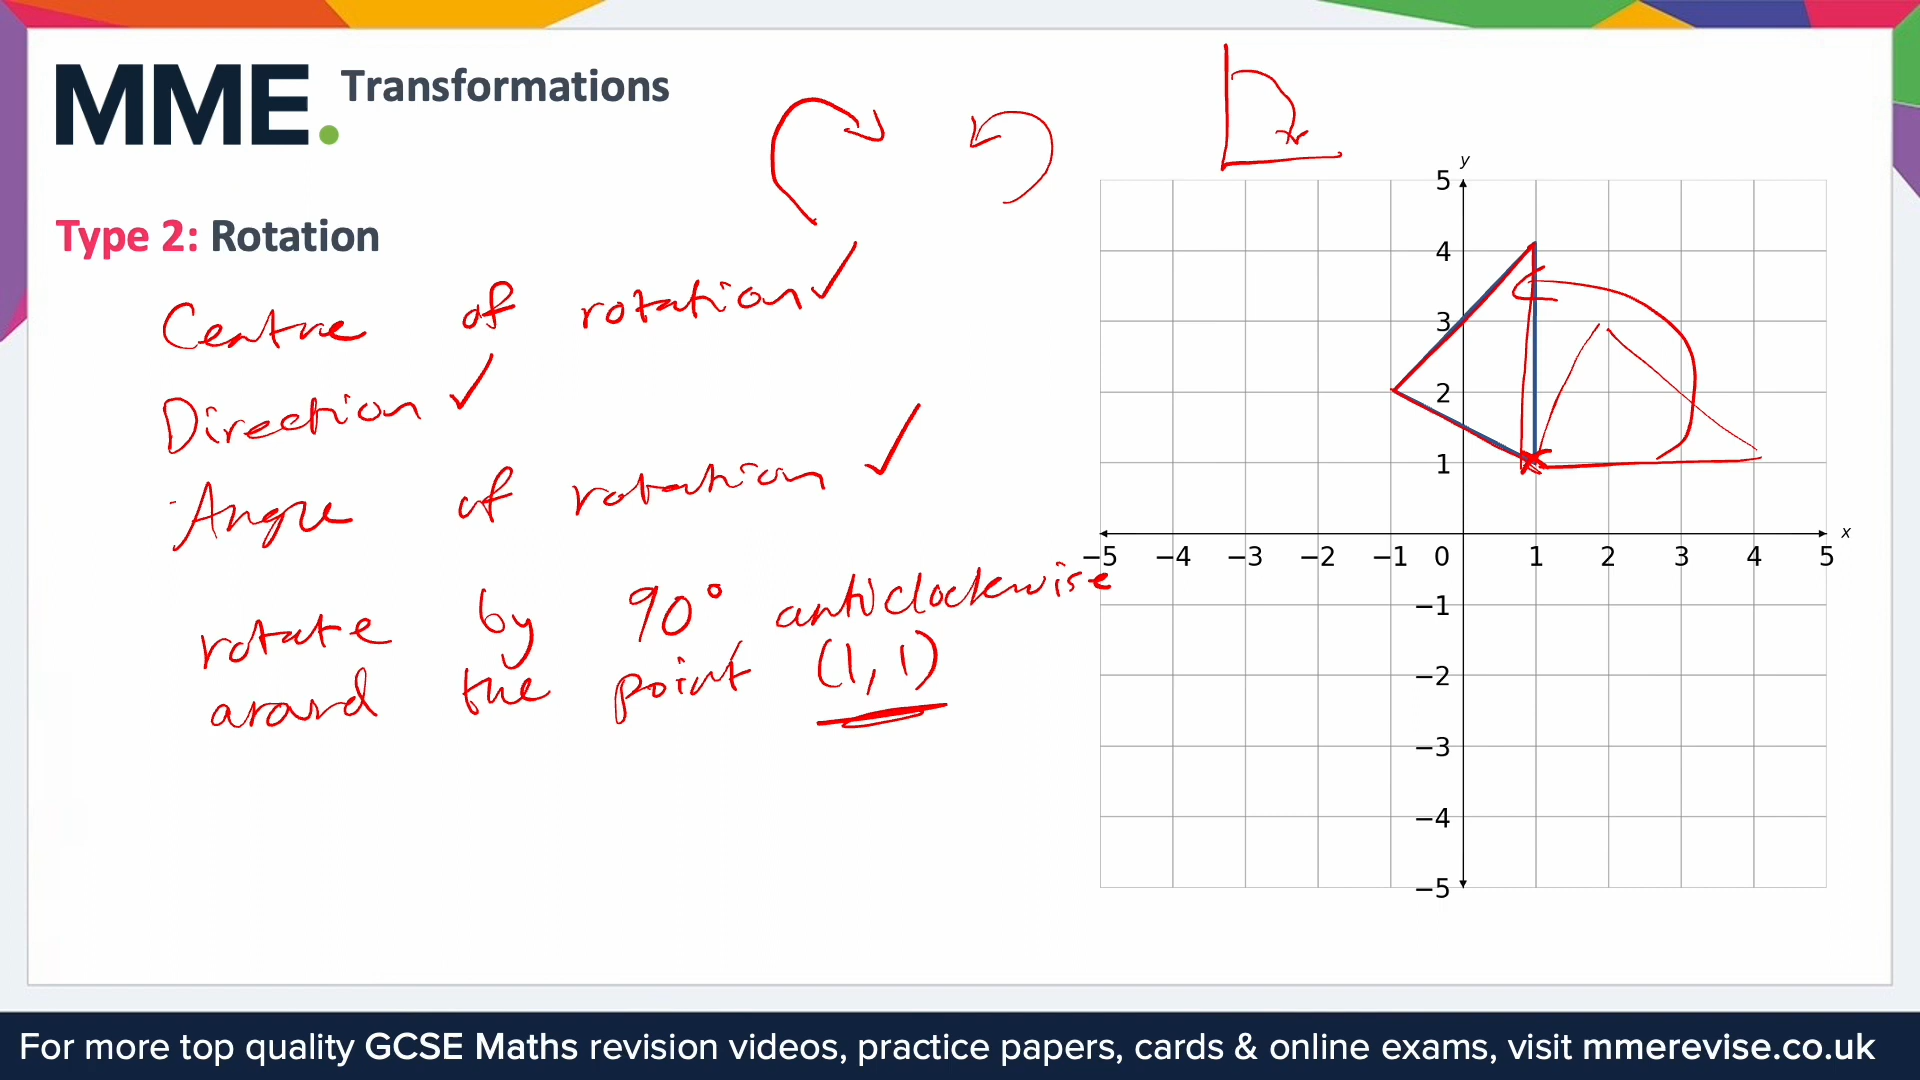 MME.
Transformations
Type 2: Rotation
Centre of rotation ✓
Direction ✓
Angle of rotation ✓
rotate by 90° anticlockwise
around the point (1,1)
y
5
4
3
2
1
−5 −4 −3 −2 −1 0 1 2 3 4 5 x
−1
−2
−3
−4
−5
For more top quality GCSE Maths revision videos, practice papers, cards & online exams, visit mmerevise.co.uk